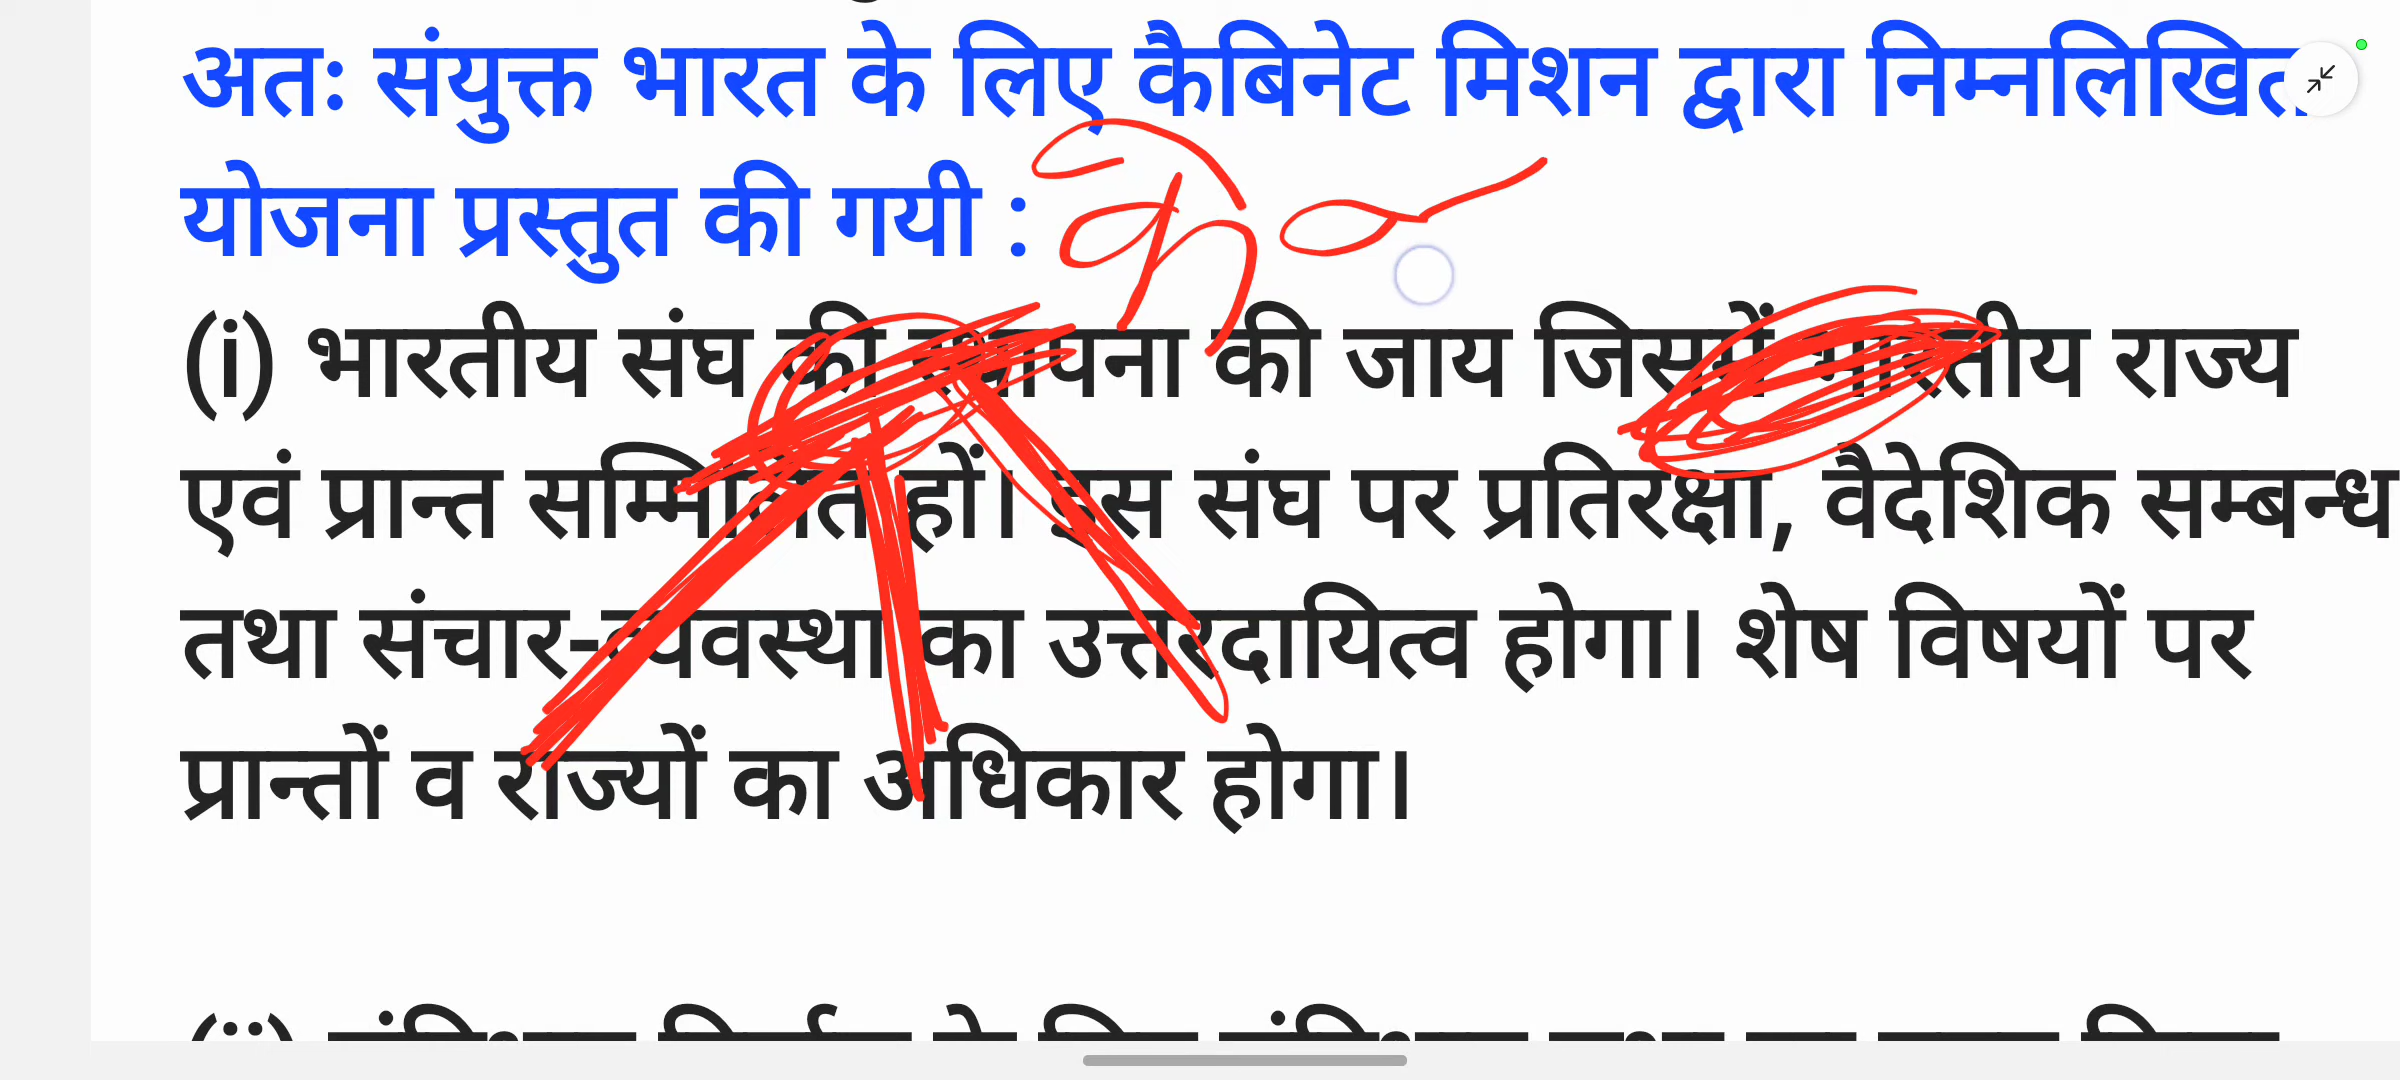 अतः संयुक्त भारत के लिए कैबिनेट मिशन द्वारा निम्नलिखित
योजना प्रस्तुत की गयी :
(i) भारतीय संघ की स्थापना की जाय जिसमें भारतीय राज्य
एवं प्रान्त सम्मिलित हों। इस संघ पर प्रतिरक्षा, वैदेशिक सम्बन्ध
तथा संचार-व्यवस्था का उत्तरदायित्व होगा। शेष विषयों पर
प्रान्तों व राज्यों का अधिकार होगा।
(ii)